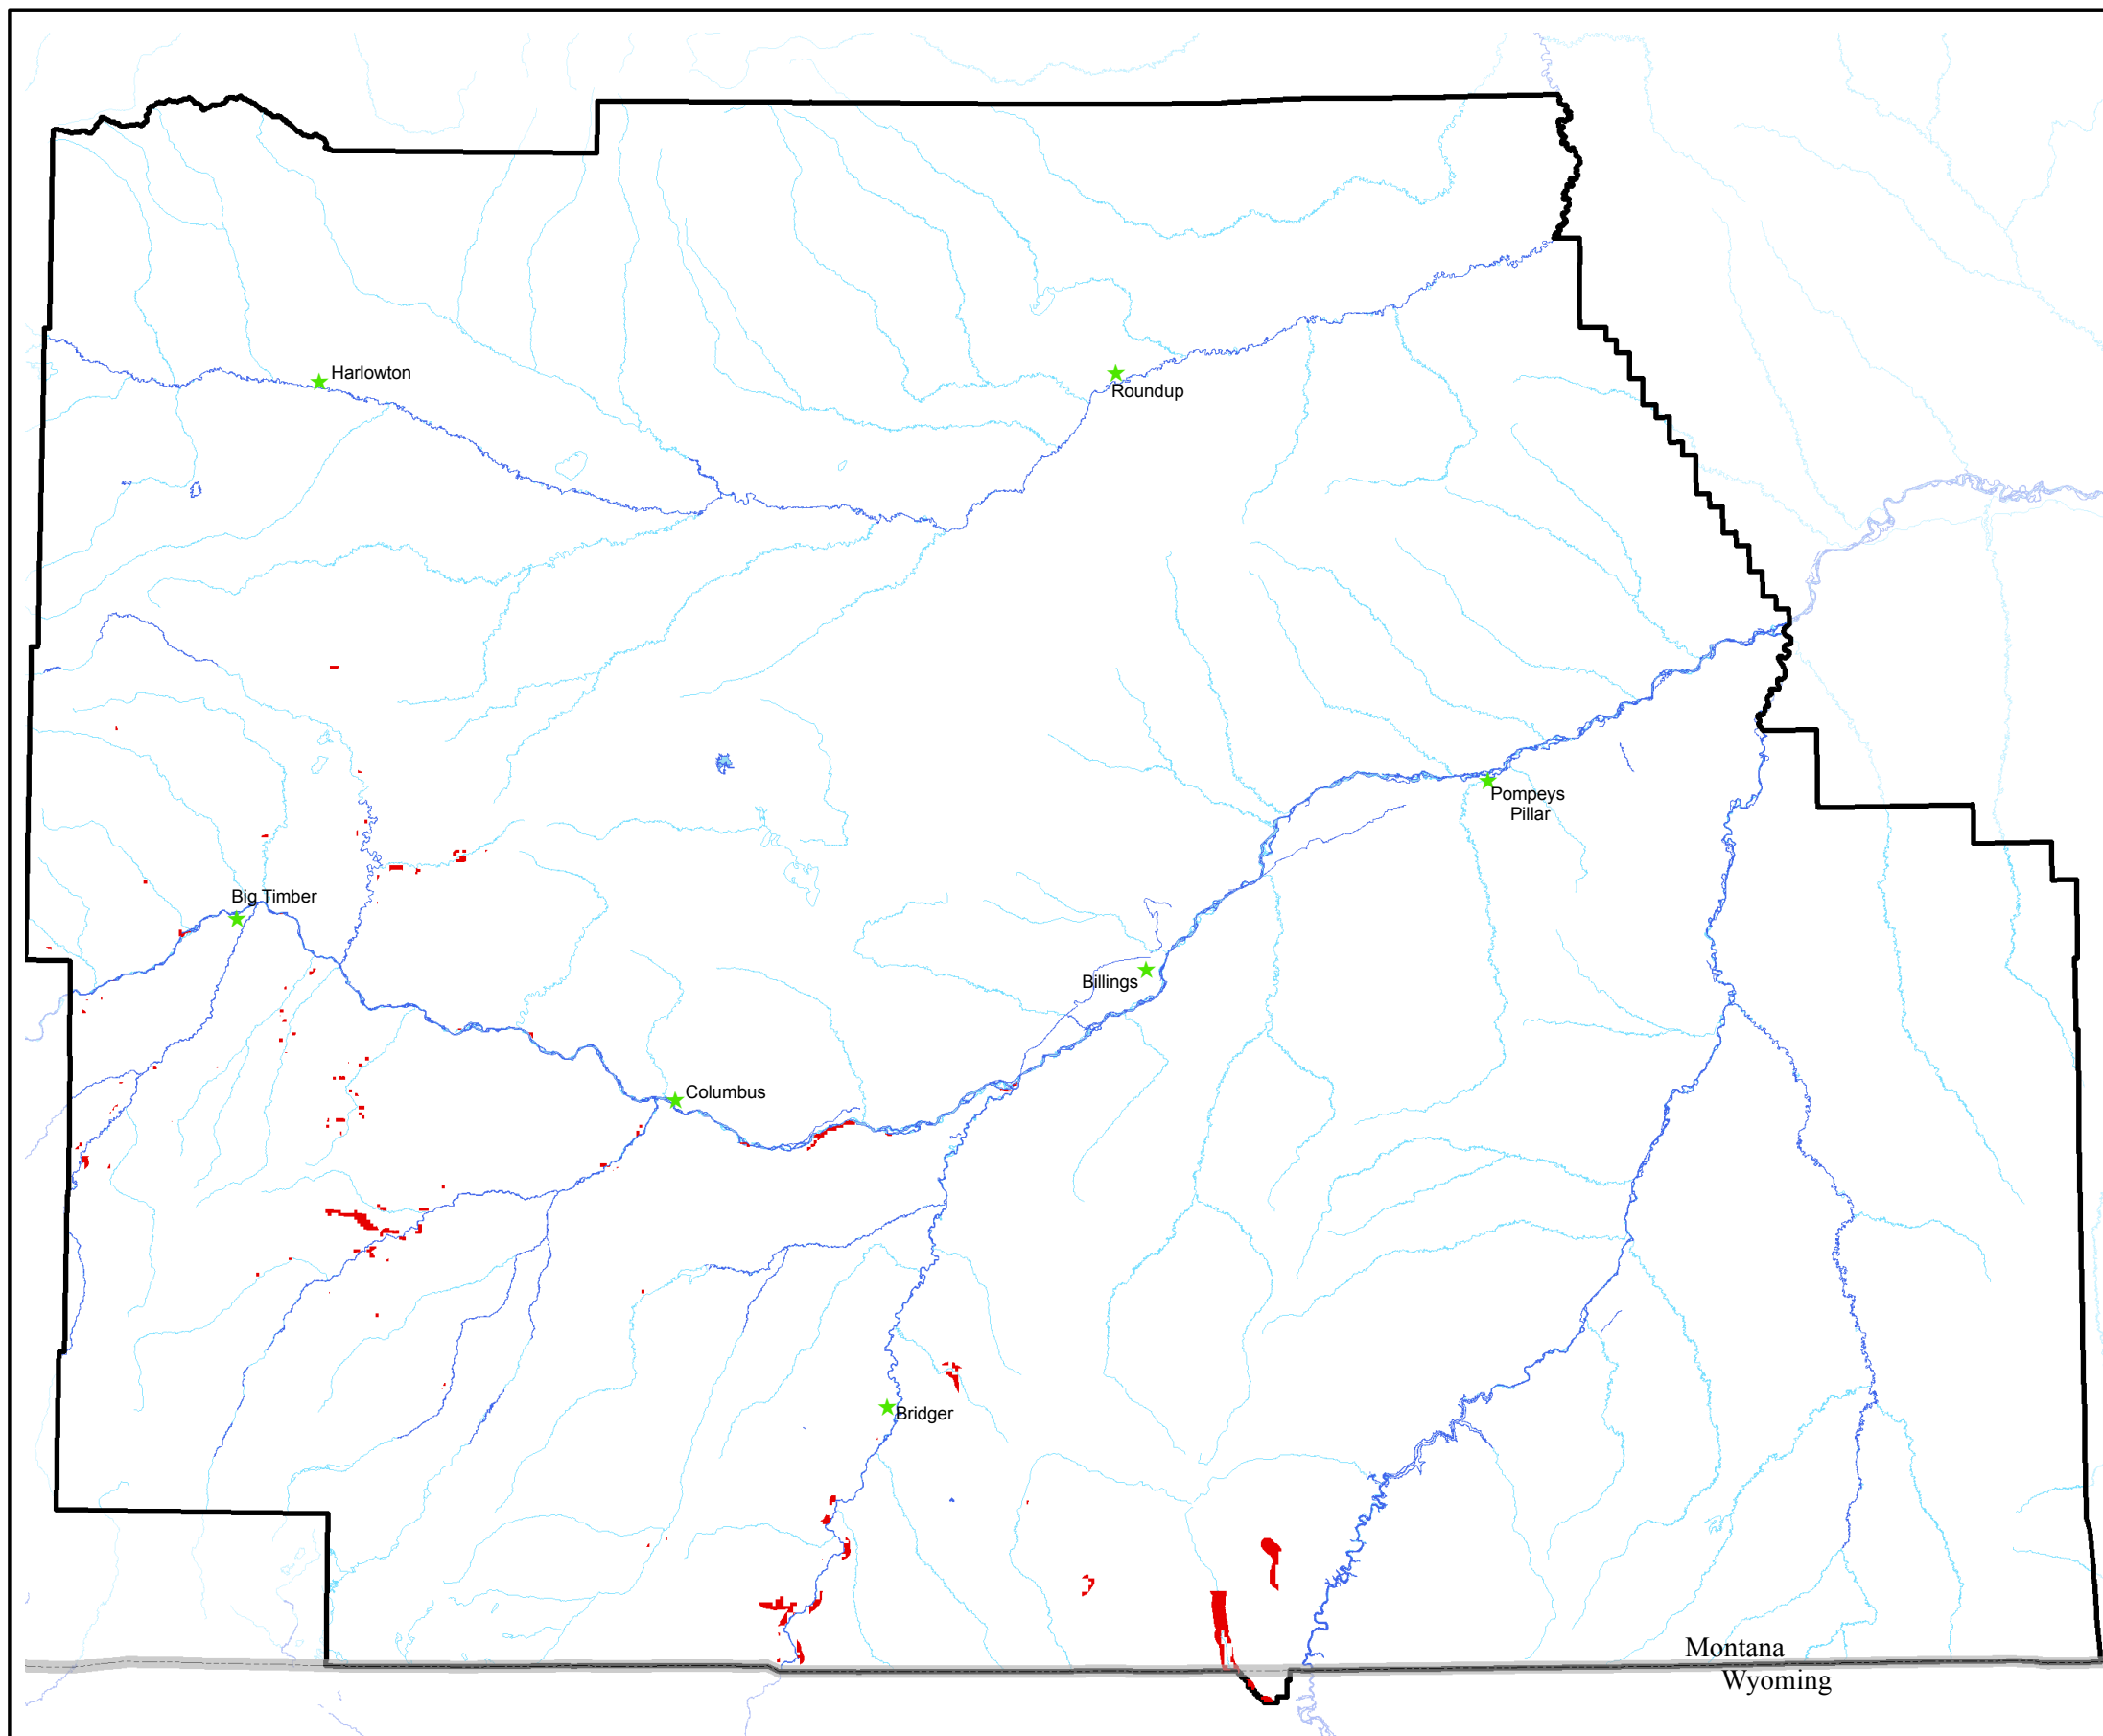 Harlowton
Roundup
Pompeys
Pillar
Big Timber
Billings
Columbus
Bridger
Montana
Wyoming